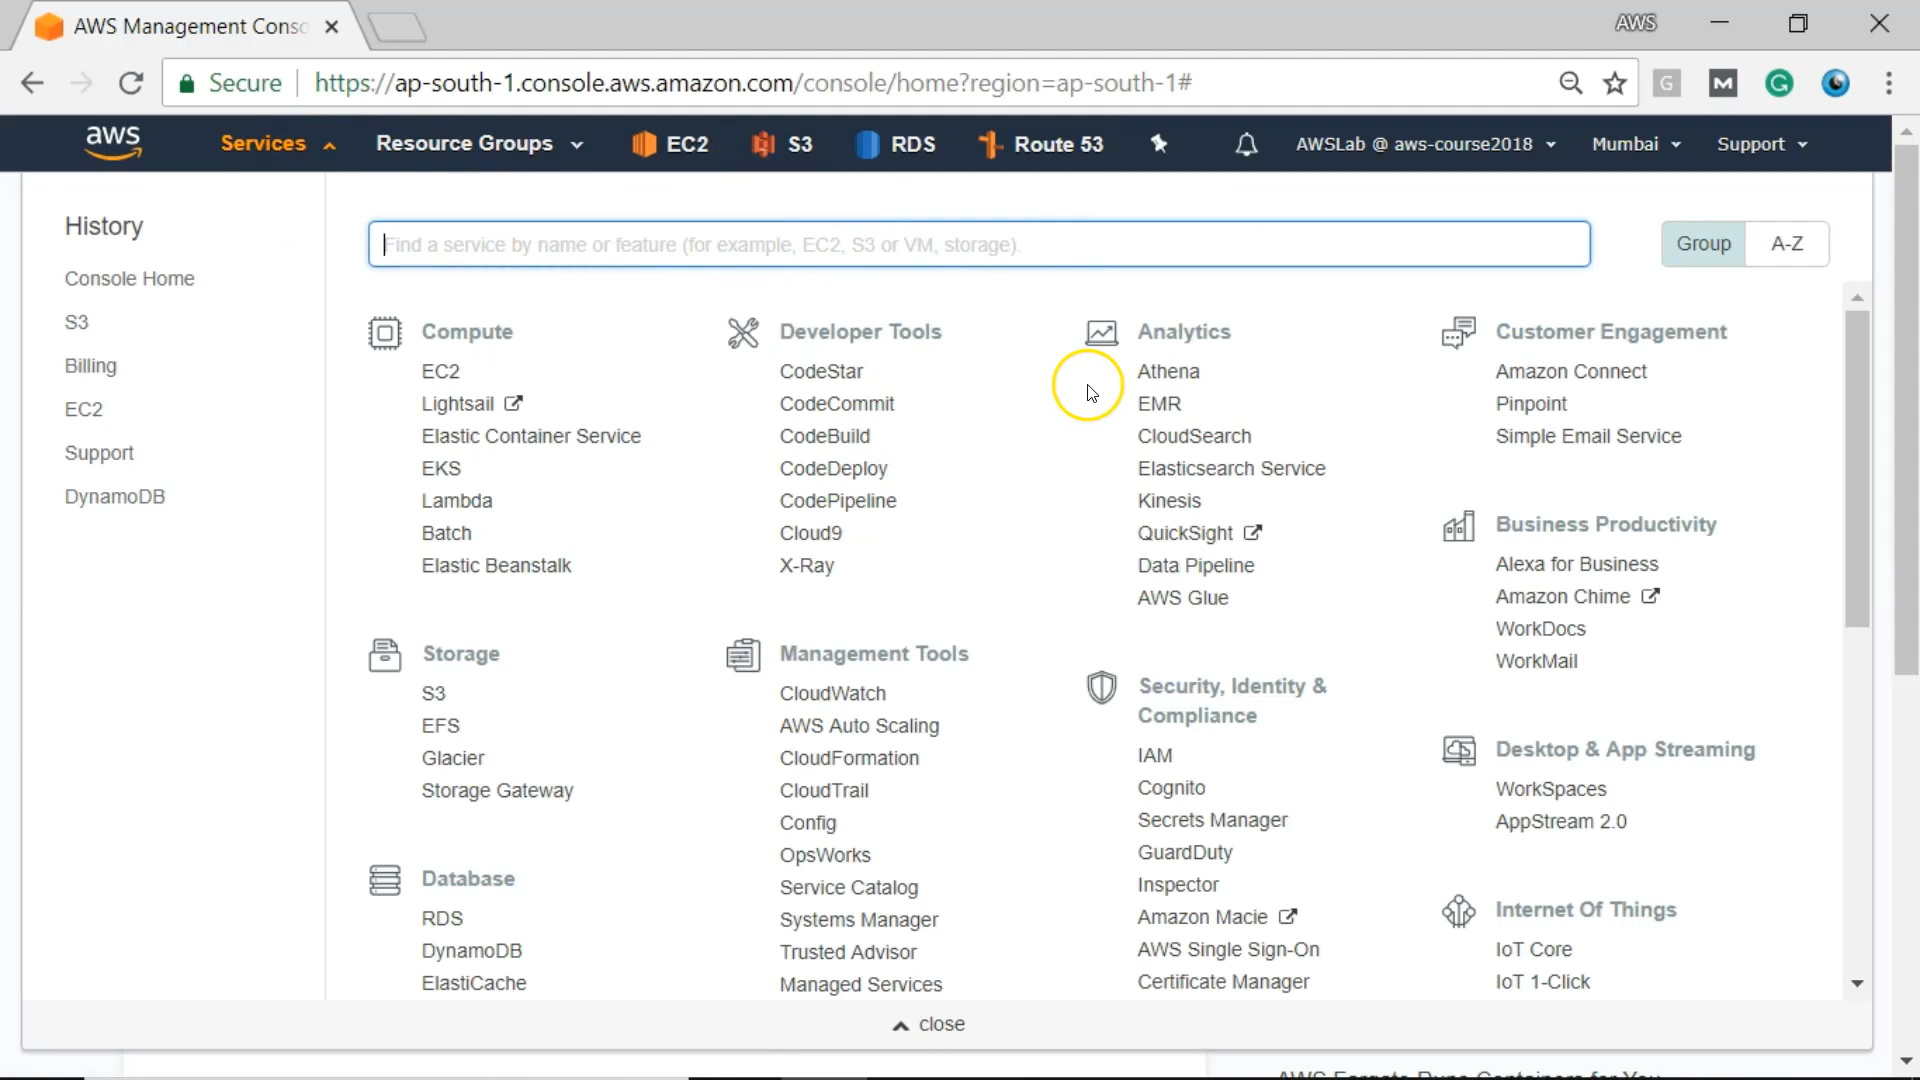 AWS Management Conso
AWS
Secure
https://ap-south-1.console.aws.amazon.com/console/home?region=ap-south-1#
aws
Services
Resource Groups
EC2
S3
RDS
Route 53
AWSLab @ aws-course2018
Mumbai
Support
History
Console Home
S3
Billing
EC2
Support
DynamoDB
Find a service by name or feature (for example, EC2, S3 or VM, storage).
Group
A-Z
Compute
EC2
Lightsail
Elastic Container Service
EKS
Lambda
Batch
Elastic Beanstalk
Storage
S3
EFS
Glacier
Storage Gateway
Database
RDS
DynamoDB
ElastiCache
Developer Tools
CodeStar
CodeCommit
CodeBuild
CodeDeploy
CodePipeline
Cloud9
X-Ray
Management Tools
CloudWatch
AWS Auto Scaling
CloudFormation
CloudTrail
Config
OpsWorks
Service Catalog
Systems Manager
Trusted Advisor
Managed Services
Analytics
Athena
EMR
CloudSearch
Elasticsearch Service
Kinesis
QuickSight
Data Pipeline
AWS Glue
Security, Identity &
Compliance
IAM
Cognito
Secrets Manager
GuardDuty
Inspector
Amazon Macie
AWS Single Sign-On
Certificate Manager
Customer Engagement
Amazon Connect
Pinpoint
Simple Email Service
Business Productivity
Alexa for Business
Amazon Chime
WorkDocs
WorkMail
Desktop & App Streaming
WorkSpaces
AppStream 2.0
Internet Of Things
IoT Core
IoT 1-Click
close